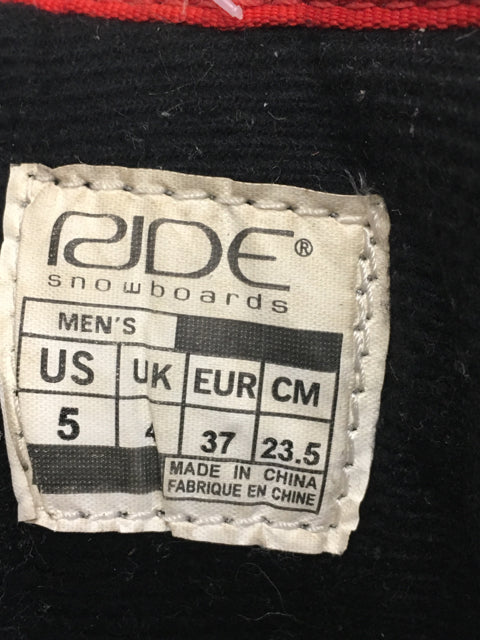 RIDE®
snowboards
MEN'S
US UK EUR CM
5 4 37 23.5
MADE IN CHINA
FABRIQUE EN CHINE